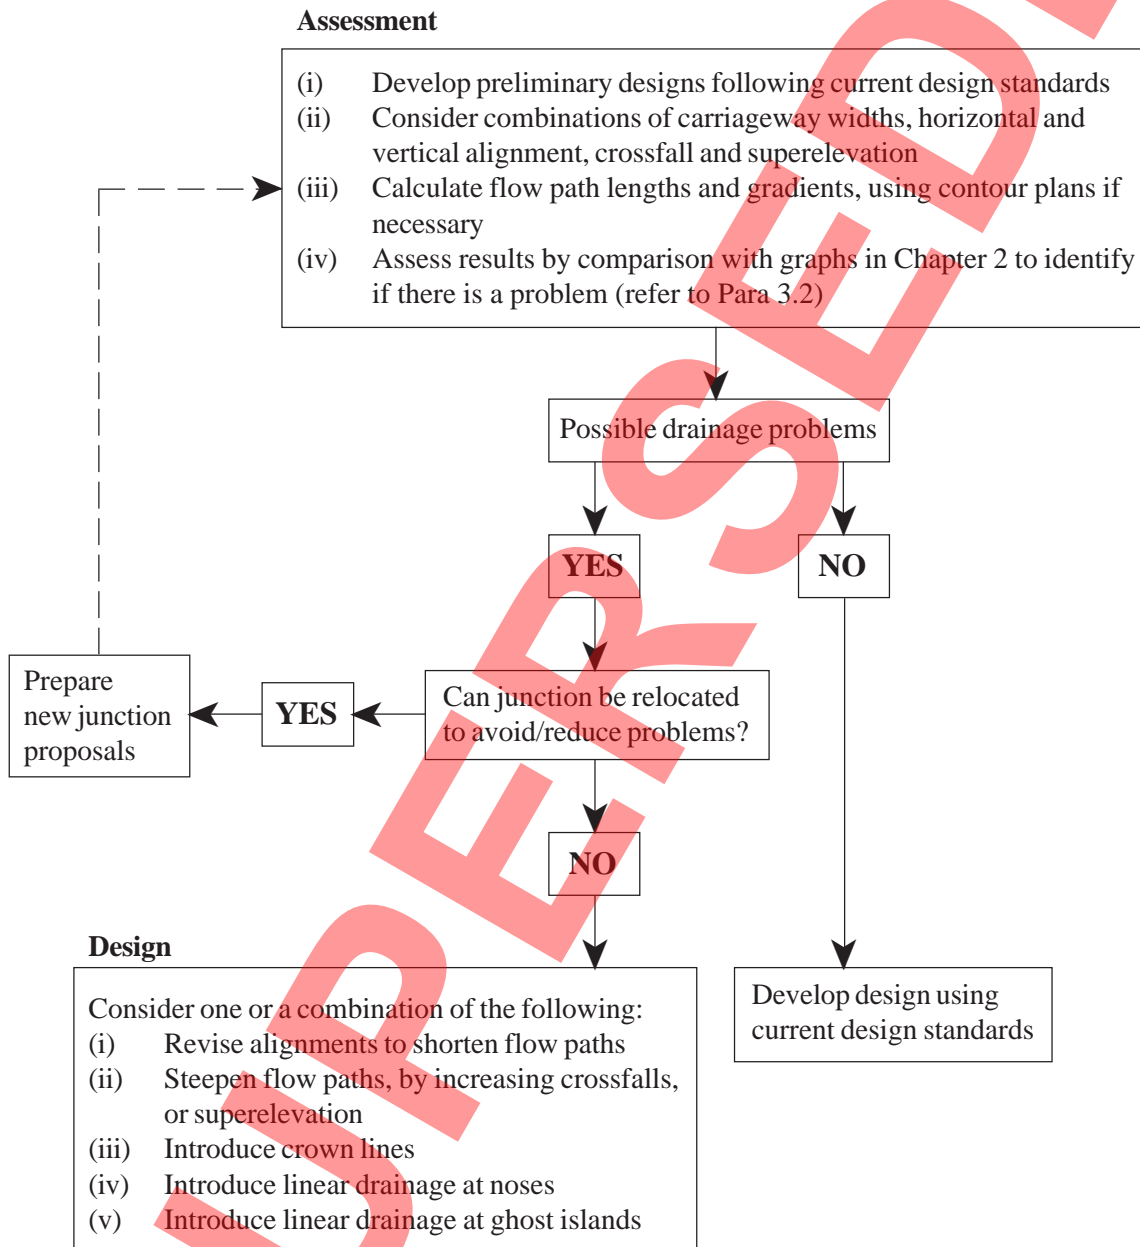 Assessment
(i) Develop preliminary designs following current design standards
(ii) Consider combinations of carriageway widths, horizontal and
vertical alignment, crossfall and superelevation
(iii) Calculate flow path lengths and gradients, using contour plans if
necessary
(iv) Assess results by comparison with graphs in Chapter 2 to identify
if there is a problem (refer to Para 3.2)
Possible drainage problems
YES
NO
Can junction be relocated
to avoid/reduce problems?
YES
Prepare
new junction
proposals
NO
Design
Consider one or a combination of the following:
(i) Revise alignments to shorten flow paths
(ii) Steepen flow paths, by increasing crossfalls,
or superelevation
(iii) Introduce crown lines
(iv) Introduce linear drainage at noses
(v) Introduce linear drainage at ghost islands
Develop design using
current design standards
UPERSED